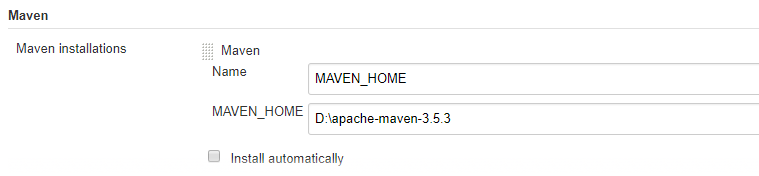 Maven
Maven installations
Maven
Name
MAVEN_HOME
MAVEN_HOME
D:\apache-maven-3.5.3
Install automatically